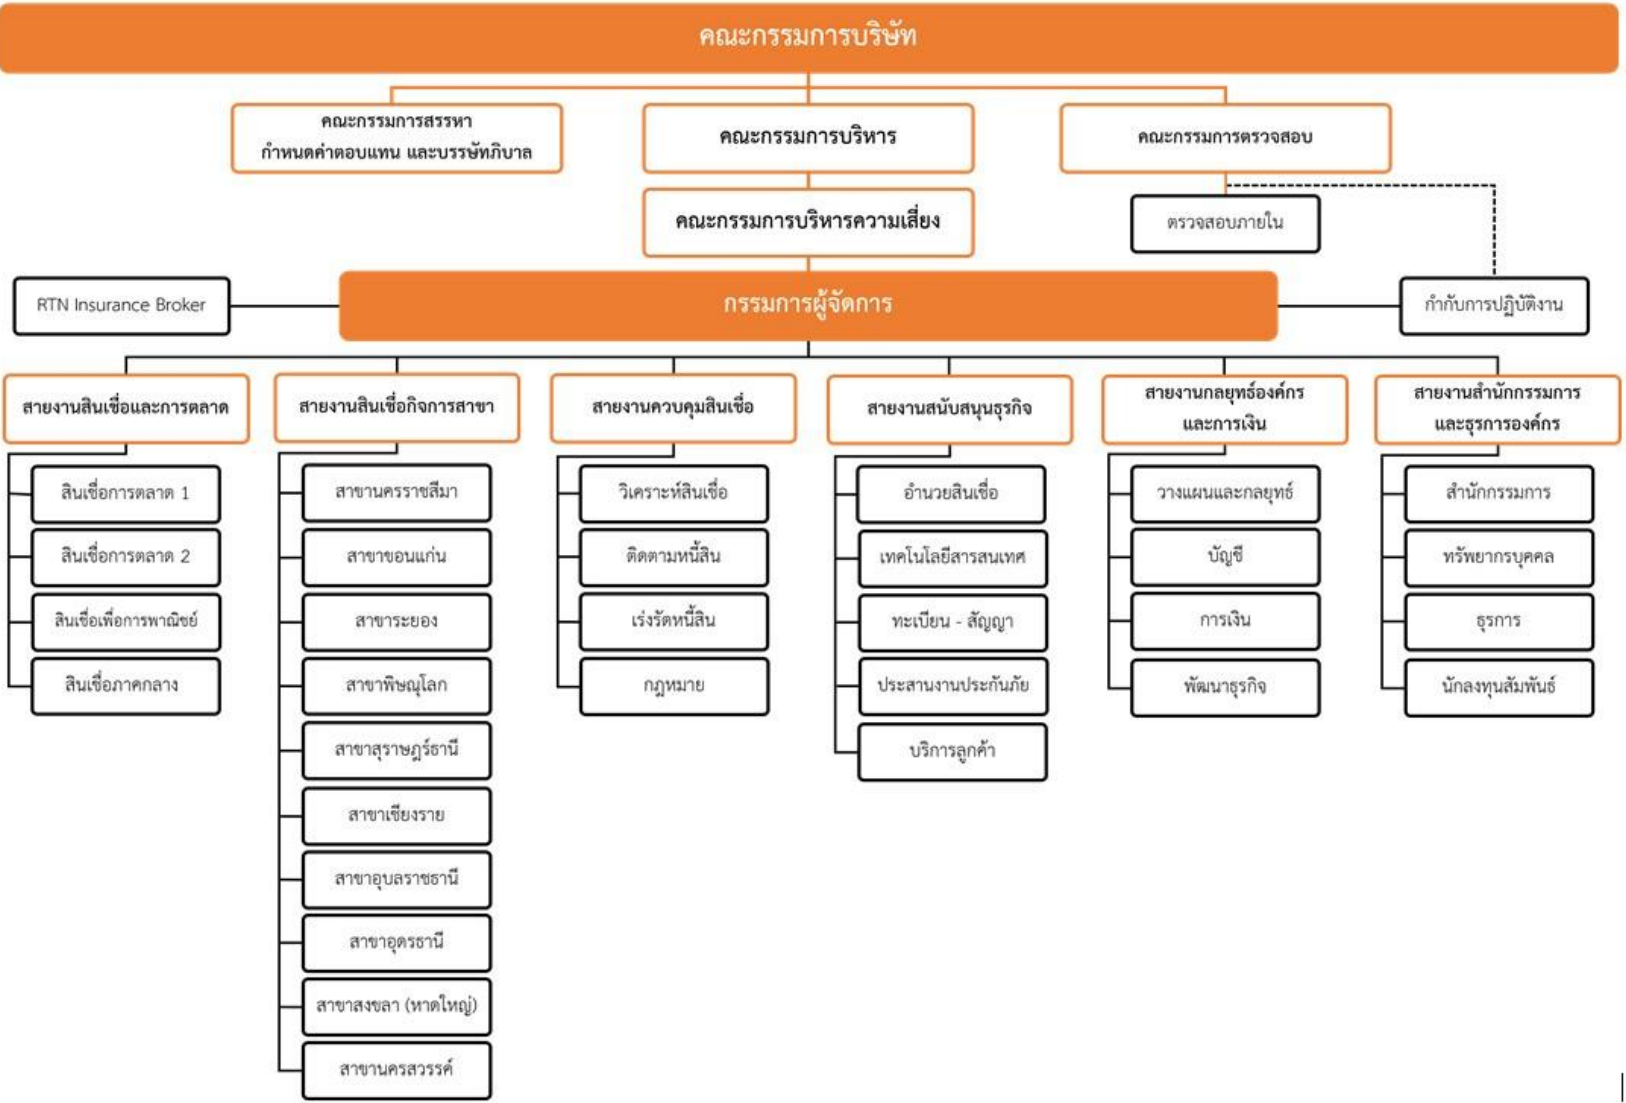 คณะกรรมการบริษัท
คณะกรรมการสรรหา
กำหนดค่าตอบแทน และบรรษัทภิบาล
คณะกรรมการบริหาร
คณะกรรมการตรวจสอบ
คณะกรรมการบริหารความเสี่ยง
ตรวจสอบภายใน
RTN Insurance Broker
กรรมการผู้จัดการ
กำกับการปฏิบัติงาน
สายงานสินเชื่อและการตลาด
สินเชื่อการตลาด 1
สินเชื่อการตลาด 2
สินเชื่อเพื่อการพาณิชย์
สินเชื่อภาคกลาง
สายงานสินเชื่อกิจการสาขา
สาขานครราชสีมา
สาขาขอนแก่น
สาขาระยอง
สาขาพิษณุโลก
สาขาสุราษฎร์ธานี
สาขาเชียงราย
สาขาอุบลราชธานี
สาขาอุดรธานี
สาขาสงขลา (หาดใหญ่)
สาขานครสวรรค์
สายงานควบคุมสินเชื่อ
วิเคราะห์สินเชื่อ
ติดตามหนี้สิน
เร่งรัดหนี้สิน
กฎหมาย
สายงานสนับสนุนธุรกิจ
อำนวยสินเชื่อ
เทคโนโลยีสารสนเทศ
ทะเบียน - สัญญา
ประสานงานประกันภัย
บริการลูกค้า
สายงานกลยุทธ์องค์กร
และการเงิน
วางแผนและกลยุทธ์
บัญชี
การเงิน
พัฒนาธุรกิจ
สายงานสำนักกรรมการ
และธุรการองค์กร
สำนักกรรมการ
ทรัพยากรบุคคล
ธุรการ
นักลงทุนสัมพันธ์